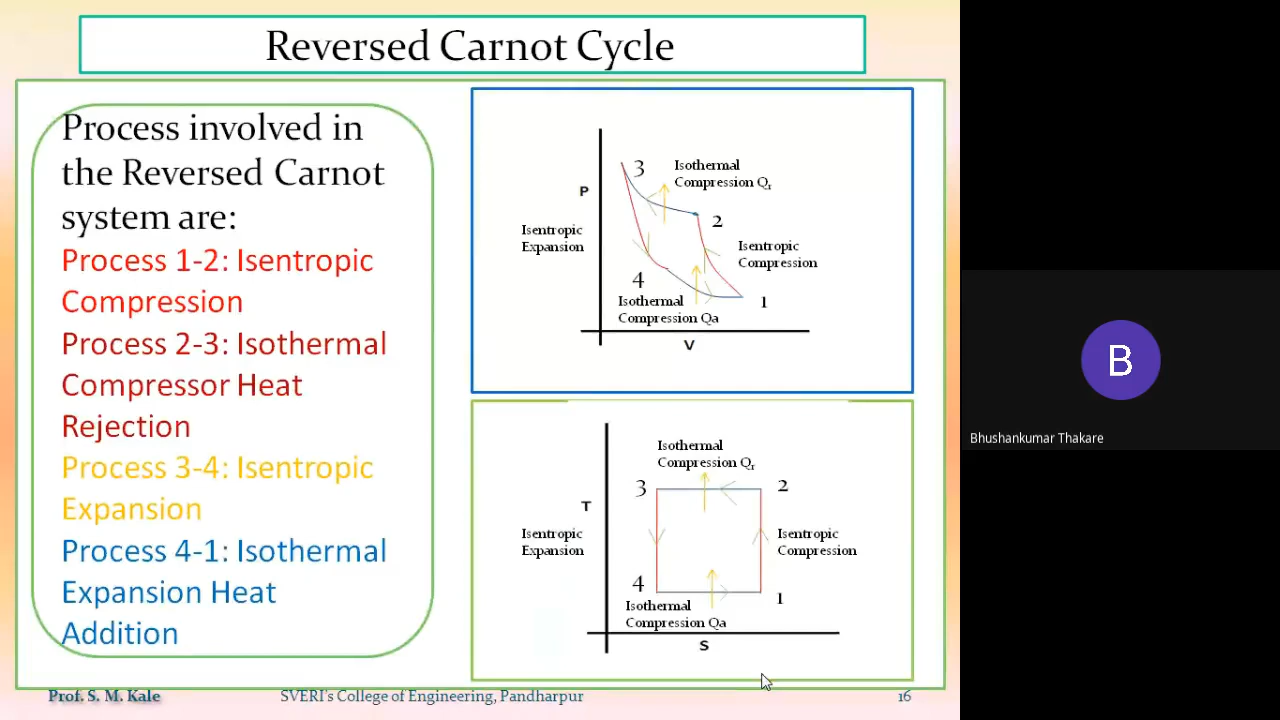 Reversed Carnot Cycle
Process involved in
the Reversed Carnot
system are:
Process 1-2: Isentropic
Compression
Process 2-3: Isothermal
Compressor Heat
Rejection
Process 3-4: Isentropic
Expansion
Process 4-1: Isothermal
Expansion Heat
Addition
3
Isothermal
Compression Qr
P
2
Isentropic
Expansion
Isentropic
Compression
4
Isothermal
Compression Qa
1
V
Isothermal
Compression Qr
3
2
T
Isentropic
Expansion
Isentropic
Compression
4
1
Isothermal
Compression Qa
S
Prof. S. M. Kale
SVERI's College of Engineering, Pandharpur
16
B
Bhushankumar Thakare